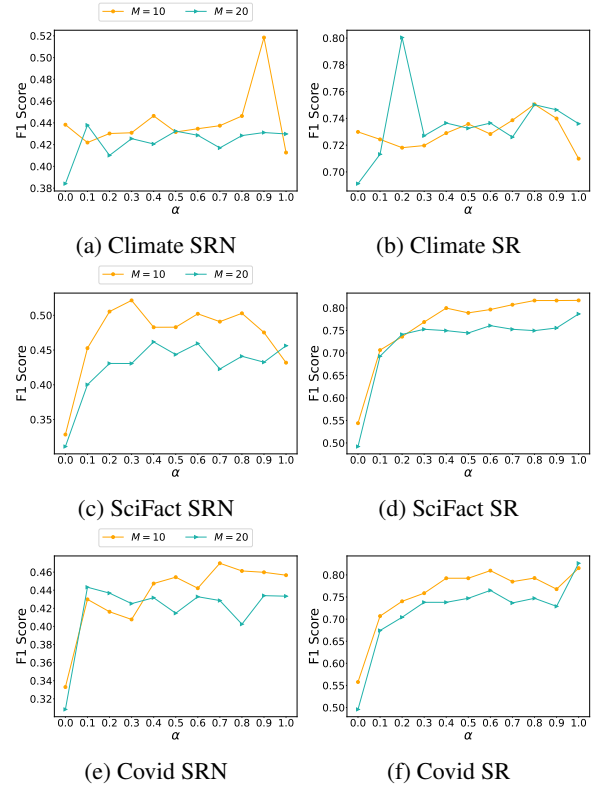 M = 10 M = 20
F1 Score
0.52
0.50
0.48
0.46
0.44
0.42
0.40
0.38
0.0 0.1 0.2 0.3 0.4 0.5 0.6 0.7 0.8 0.9 1.0
α
(a) Climate SRN
F1 Score
0.80
0.78
0.76
0.74
0.72
0.70
0.0 0.1 0.2 0.3 0.4 0.5 0.6 0.7 0.8 0.9 1.0
α
(b) Climate SR
M = 10 M = 20
F1 Score
0.50
0.45
0.40
0.35
0.0 0.1 0.2 0.3 0.4 0.5 0.6 0.7 0.8 0.9 1.0
α
(c) SciFact SRN
F1 Score
0.80
0.75
0.70
0.65
0.60
0.55
0.50
0.0 0.1 0.2 0.3 0.4 0.5 0.6 0.7 0.8 0.9 1.0
α
(d) SciFact SR
M = 10 M = 20
F1 Score
0.46
0.44
0.42
0.40
0.38
0.36
0.34
0.32
0.0 0.1 0.2 0.3 0.4 0.5 0.6 0.7 0.8 0.9 1.0
α
(e) Covid SRN
F1 Score
0.80
0.75
0.70
0.65
0.60
0.55
0.50
0.0 0.1 0.2 0.3 0.4 0.5 0.6 0.7 0.8 0.9 1.0
α
(f) Covid SR